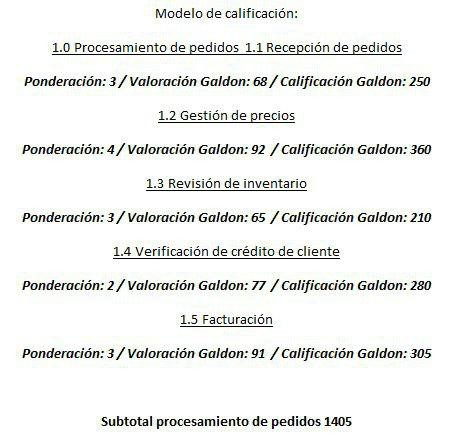 Modelo de calificación:
1.0 Procesamiento de pedidos 1.1 Recepción de pedidos
Ponderación: 3 / Valoración Galdon: 68 / Calificación Galdon: 250
1.2 Gestión de precios
Ponderación: 4 / Valoración Galdon: 92 / Calificación Galdon: 360
1.3 Revisión de inventario
Ponderación: 3 / Valoración Galdon: 65 / Calificación Galdon: 210
1.4 Verificación de crédito de cliente
Ponderación: 2 / Valoración Galdon: 77 / Calificación Galdon: 280
1.5 Facturación
Ponderación: 3 / Valoración Galdon: 91 / Calificación Galdon: 305
Subtotal procesamiento de pedidos 1405